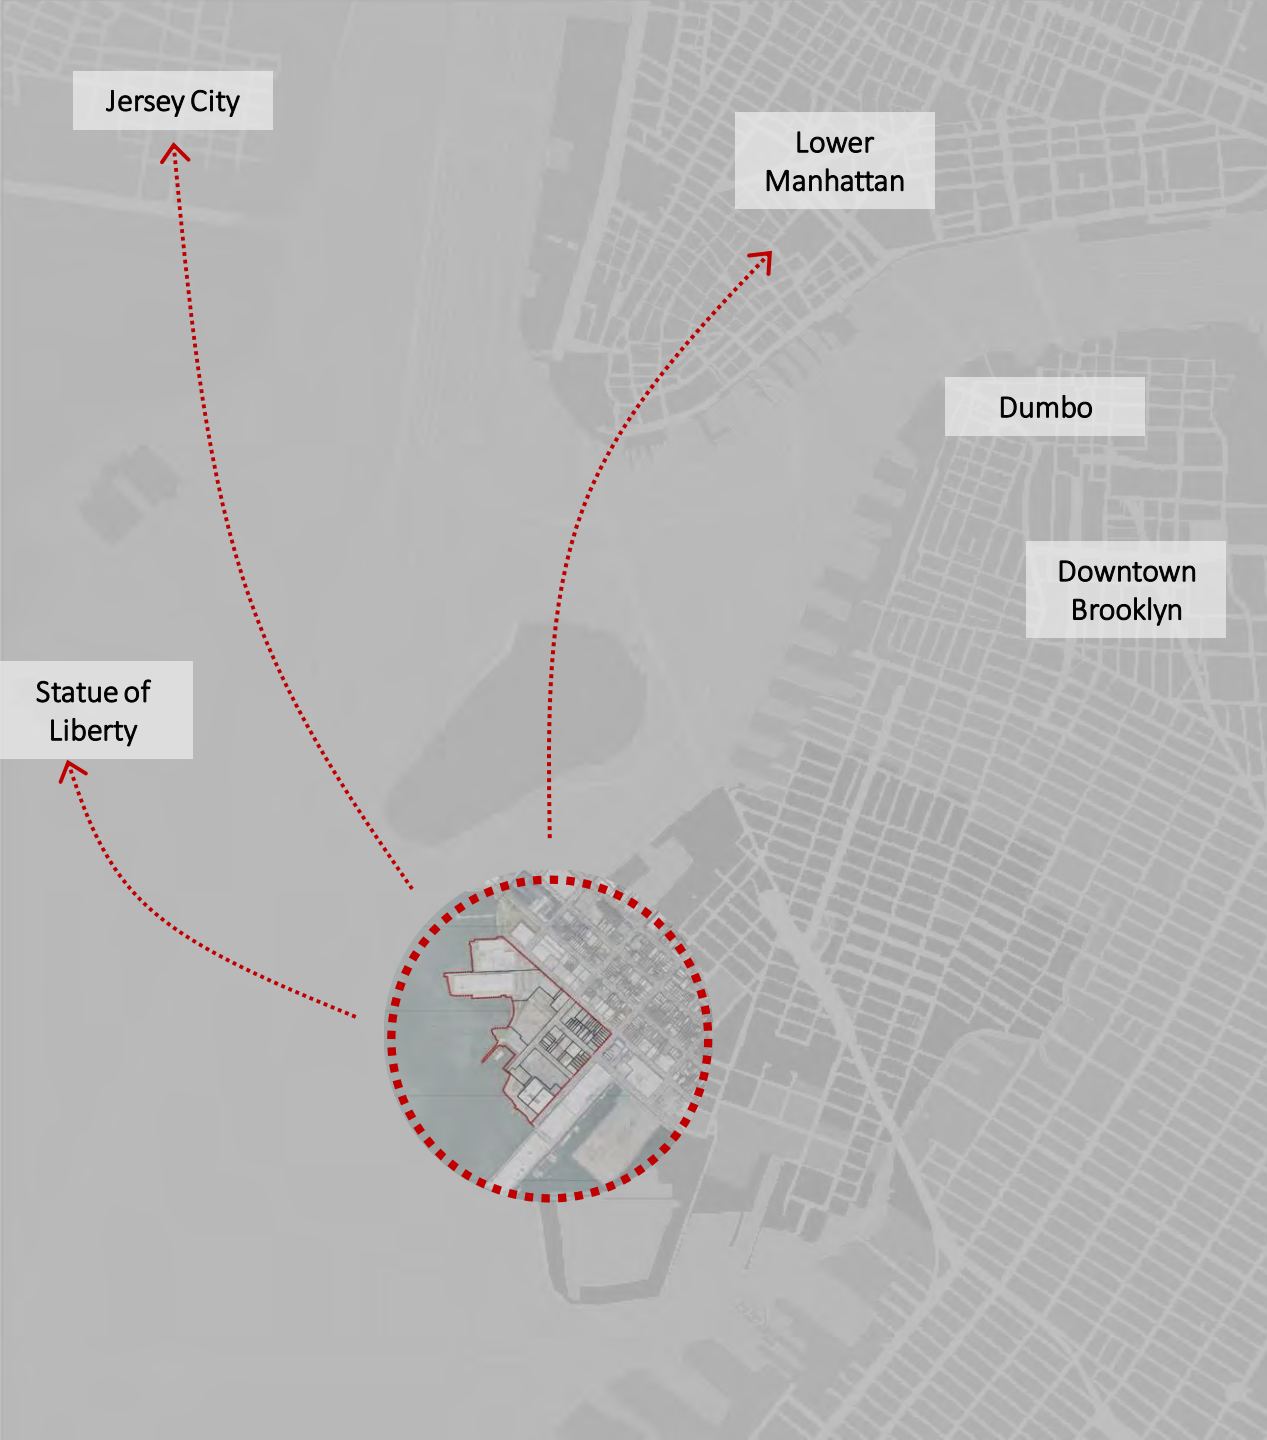 Jersey City
Lower
Manhattan
Dumbo
Downtown
Brooklyn
Statue of
Liberty